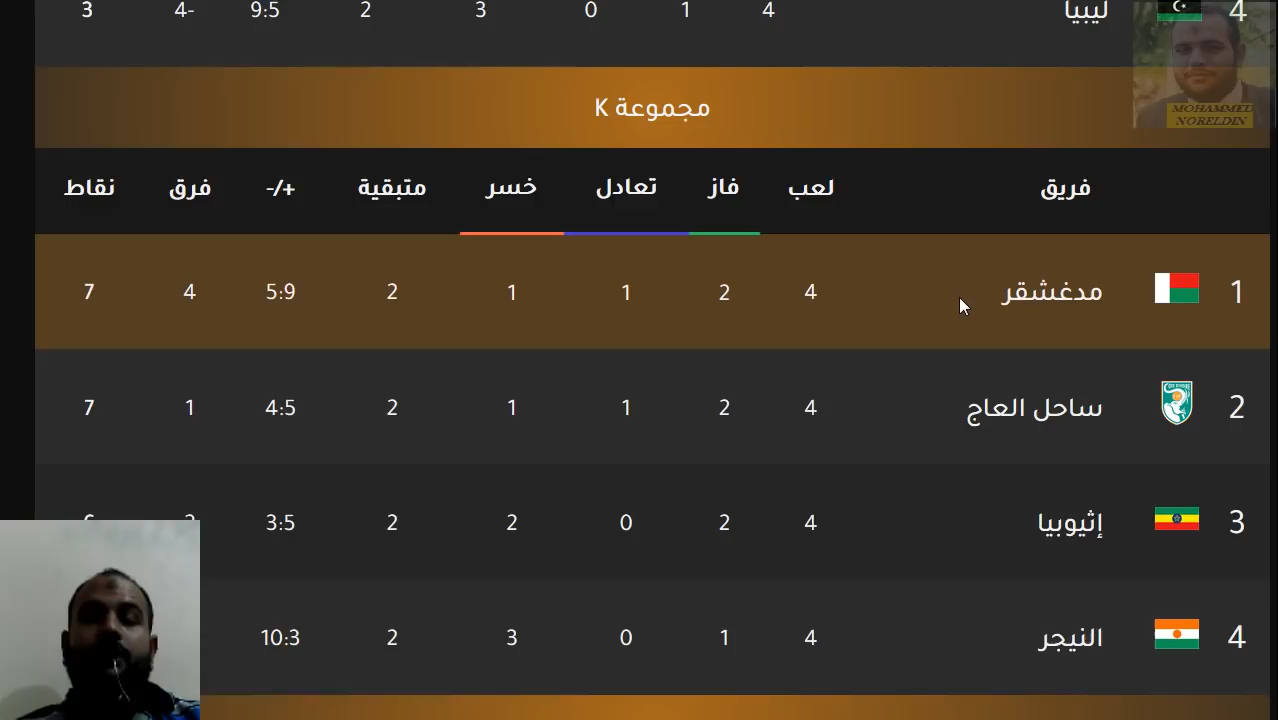 4 ليبيا 4 1 0 3 2 9:5 -4 3
MOHAMMED
NORELDIN
مجموعة K
فريق لعب فاز تعادل خسر متبقية +/- فرق نقاط
1 مدغشقر 4 2 1 1 2 5:9 4 7
2 ساحل العاج 4 2 1 1 2 4:5 1 7
3 إثيوبيا 4 2 0 2 2 3:5
4 النيجر 4 1 0 3 2 10:3